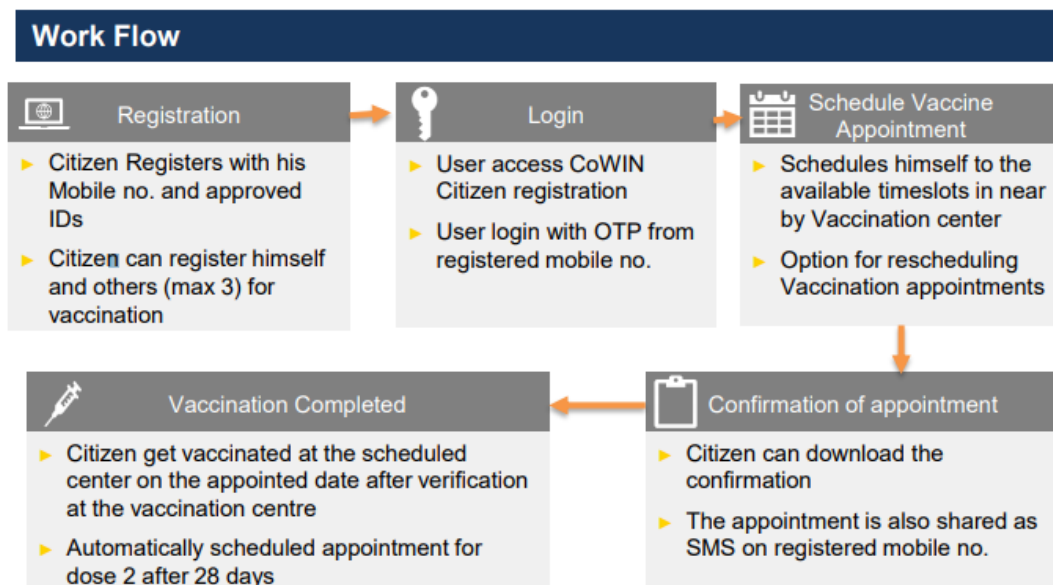 Work Flow
Registration
Citizen Registers with his
Mobile no. and approved
IDs
Citizen can register himself
and others (max 3) for
vaccination
Login
User access CoWIN
Citizen registration
User login with OTP from
registered mobile no.
Schedule Vaccine
Appointment
Schedules himself to the
available timeslots in near
by Vaccination center
Option for rescheduling
Vaccination appointments
Confirmation of appointment
Citizen can download the
confirmation
The appointment is also shared as
SMS on registered mobile no.
Vaccination Completed
Citizen get vaccinated at the scheduled
center on the appointed date after verification
at the vaccination centre
Automatically scheduled appointment for
dose 2 after 28 days